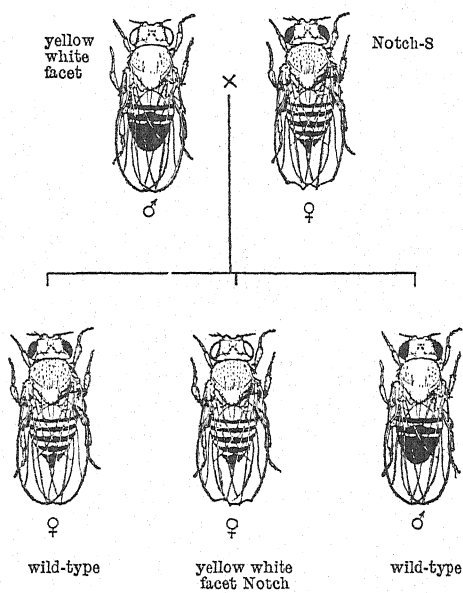 yellow
white
facet
Notch-8
×
♂
♀
♀
♀
♂
wild-type
yellow white
facet Notch
wild-type